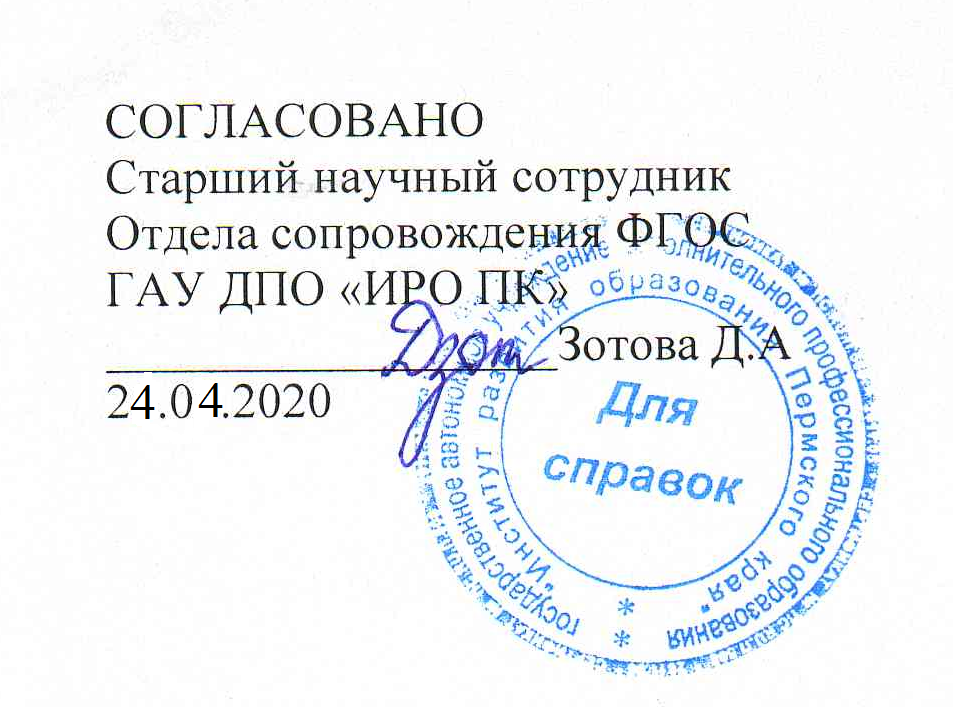 СОГЛАСОВАНО
Старший научный сотрудник
Отдела сопровождения ФГОС
ГАУ ДПО «ИРО ПК»
Зотова Д.А
24.04.2020
Для
справок
государственное автономное учреждение дополнительного профессионального образования
"Институт развития образования Пермского края"
* *